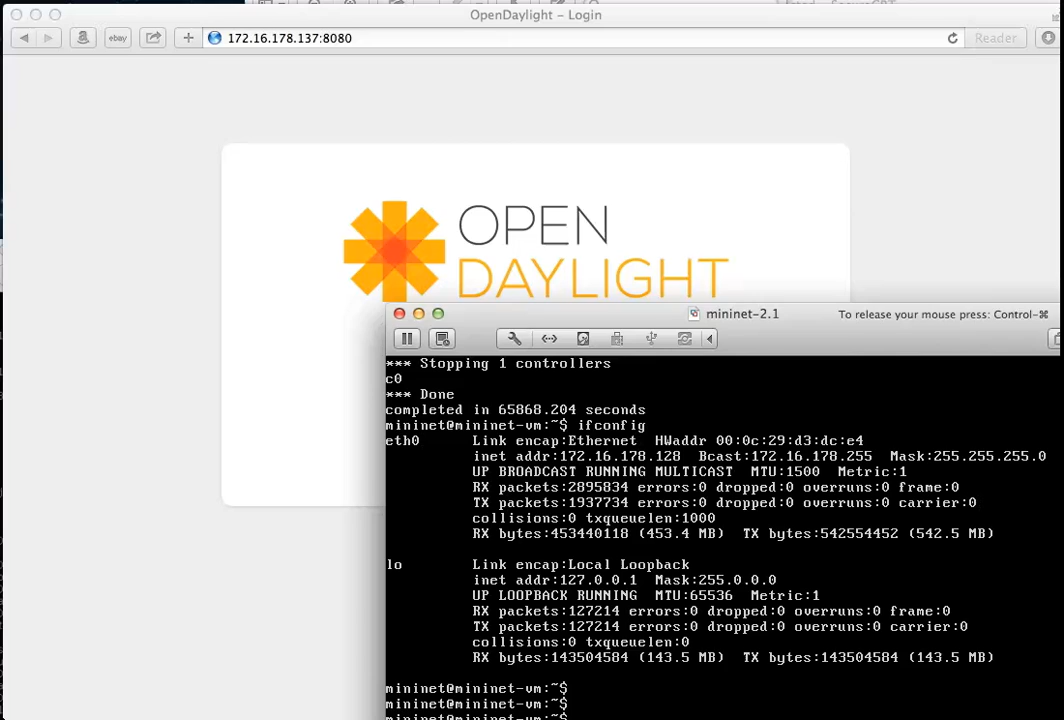 OpenDaylight – Login
ebay
172.16.178.137:8080
Reader
OPEN
DAYLIGHT
mininet-2.1
To release your mouse press: Control-⌘
*** Stopping 1 controllers
c0
*** Done
completed in 65868.204 seconds
mininet@mininet-vm:~$ ifconfig
eth0 Link encap:Ethernet HWaddr 00:0c:29:d3:dc:e4
inet addr:172.16.178.128 Bcast:172.16.178.255 Mask:255.255.255.0
UP BROADCAST RUNNING MULTICAST MTU:1500 Metric:1
RX packets:2895834 errors:0 dropped:0 overruns:0 frame:0
TX packets:1937734 errors:0 dropped:0 overruns:0 carrier:0
collisions:0 txqueuelen:1000
RX bytes:453440118 (453.4 MB) TX bytes:542554452 (542.5 MB)
lo Link encap:Local Loopback
inet addr:127.0.0.1 Mask:255.0.0.0
UP LOOPBACK RUNNING MTU:65536 Metric:1
RX packets:127214 errors:0 dropped:0 overruns:0 frame:0
TX packets:127214 errors:0 dropped:0 overruns:0 carrier:0
collisions:0 txqueuelen:0
RX bytes:143504584 (143.5 MB) TX bytes:143504584 (143.5 MB)
mininet@mininet-vm:~$
mininet@mininet-vm:~$